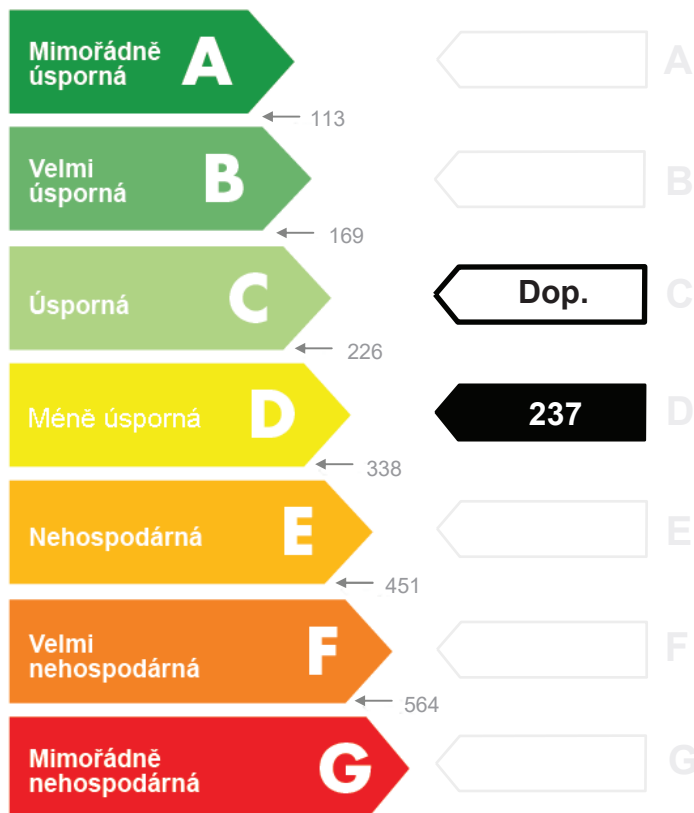 Mimořádně
úsporná
A
A
113
Velmi
úsporná
B
B
169
Úsporná
C
Dop.
C
226
Méně úsporná
D
237
D
338
Nehospodárná
E
E
451
Velmi
nehospodárná
F
F
564
Mimořádně
nehospodárná
G
G